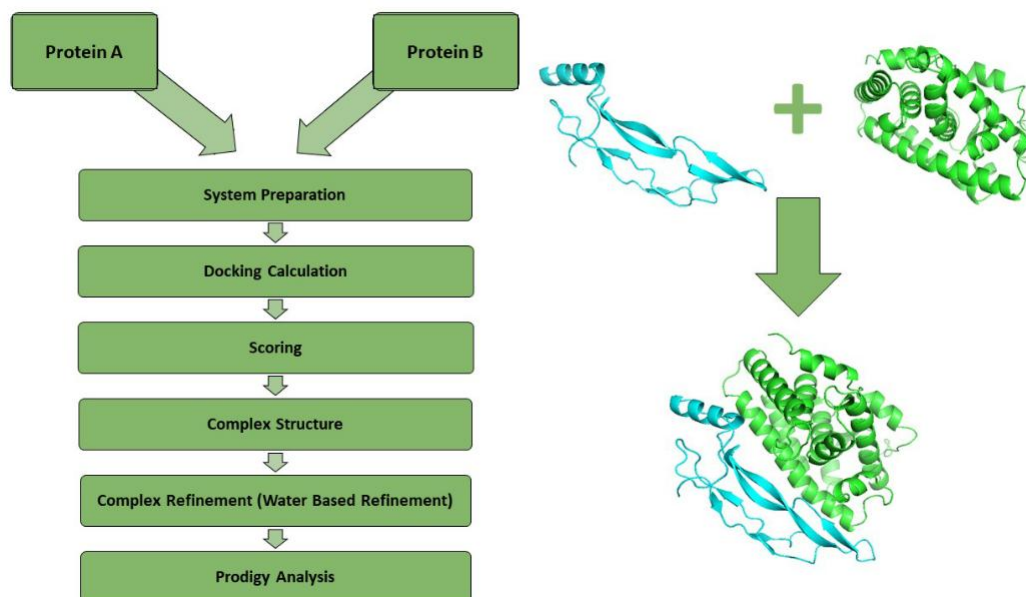 Protein A
Protein B
System Preparation
Docking Calculation
Scoring
Complex Structure
Complex Refinement (Water Based Refinement)
Prodigy Analysis